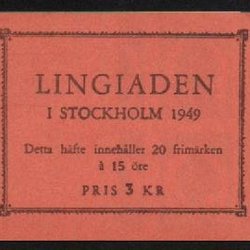 LINGIADEN
I STOCKHOLM 1949
Detta häfte innehåller 20 frimärken
à 15 öre
PRIS 3 KR